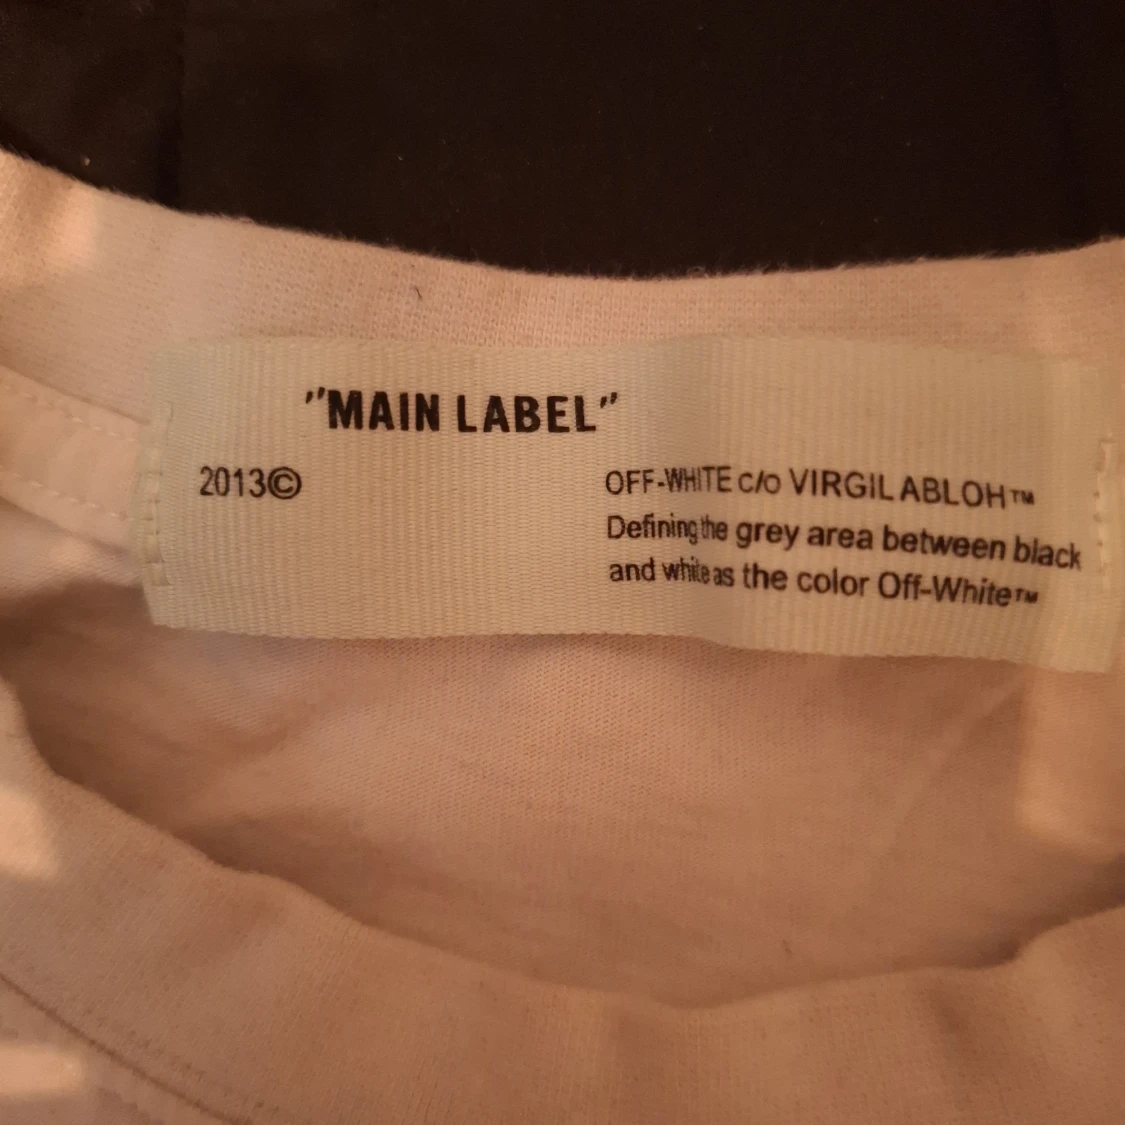 "MAIN LABEL"
2013©
OFF-WHITE c/o VIRGIL ABLOH™
Defining the grey area between black
and white as the color Off-White™